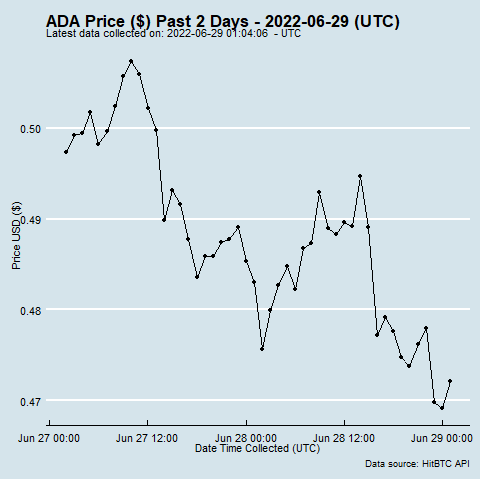 ADA Price ($) Past 2 Days - 2022-06-29 (UTC)
Latest data collected on: 2022-06-29 01:04:06 - UTC
0.50
0.49
0.48
0.47
Price USD ($)
Jun 27 00:00 Jun 27 12:00 Jun 28 00:00 Jun 28 12:00 Jun 29 00:00
Date Time Collected (UTC)
Data source: HitBTC API